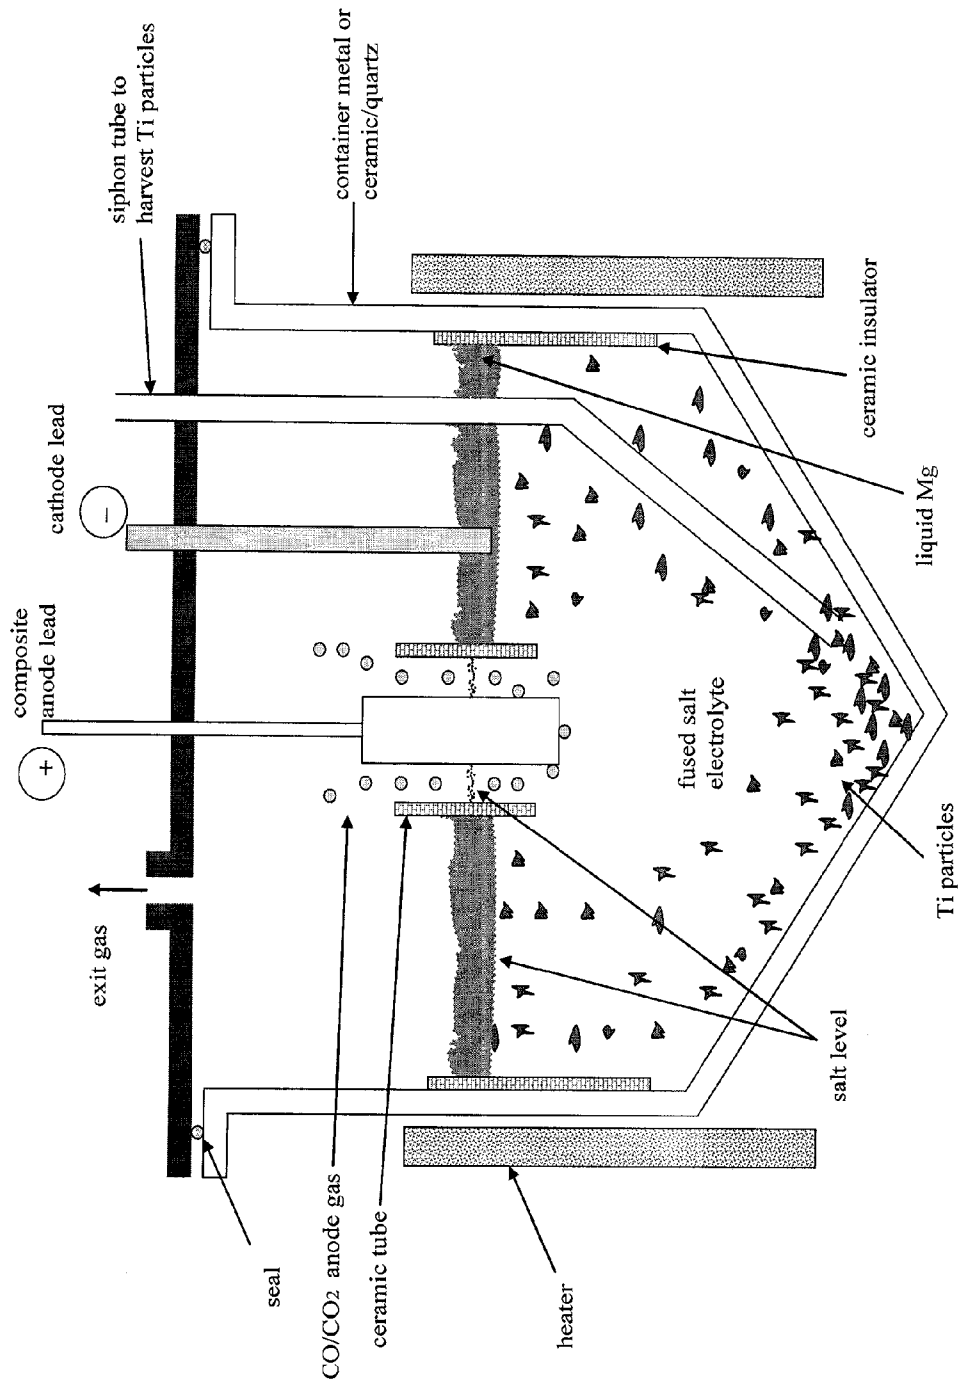 siphon tube to
harvest Ti particles
cathode lead
−
composite
anode lead
+
exit gas
container metal or
ceramic/quartz
seal
CO/CO2 anode gas
ceramic tube
heater
fused salt
electrolyte
ceramic insulator
liquid Mg
Ti particles
salt level